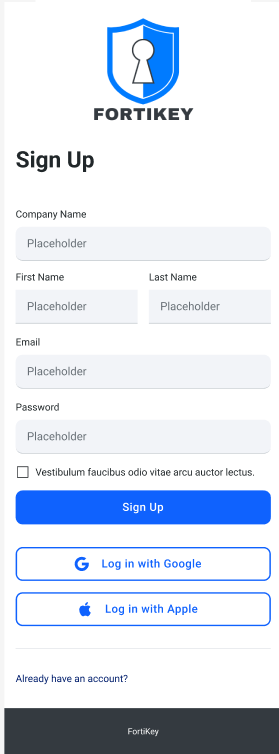 FORTIKEY
Sign Up
Company Name
Placeholder
First Name Last Name
Placeholder Placeholder
Email
Placeholder
Password
Placeholder
Vestibulum faucibus odio vitae arcu auctor lectus.
Sign Up
Log in with Google
Log in with Apple
Already have an account?
FortiKey